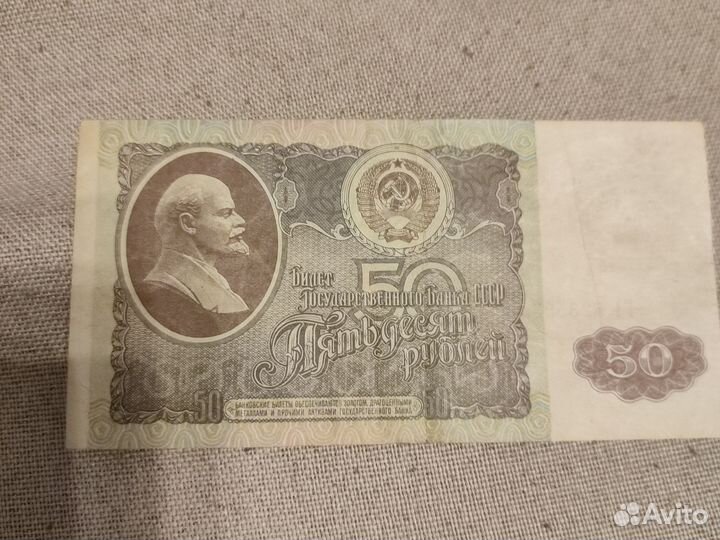 Билет
50
Государственного Банка СССР
Пятьдесят
рублей
50
50
БАНКОВСКИЕ БИЛЕТЫ ОБЕСПЕЧИВАЮТСЯ ЗОЛОТОМ, ДРАГОЦЕННЫМИ
МЕТАЛЛАМИ И ПРОЧИМИ АКТИВАМИ ГОСУДАРСТВЕННОГО БАНКА
50
Avito